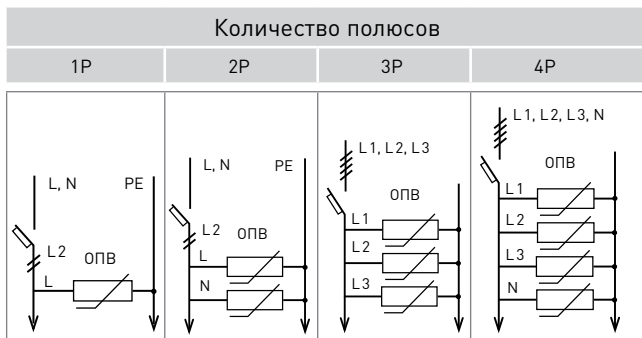 Количество полюсов
1P 2P 3P 4P
L, N PE
L2 ОПВ
L
L, N PE
L2 ОПВ
L
N
L1, L2, L3
ОПВ
L1
L2
L3
L1, L2, L3, N
ОПВ
L1
L2
L3
N